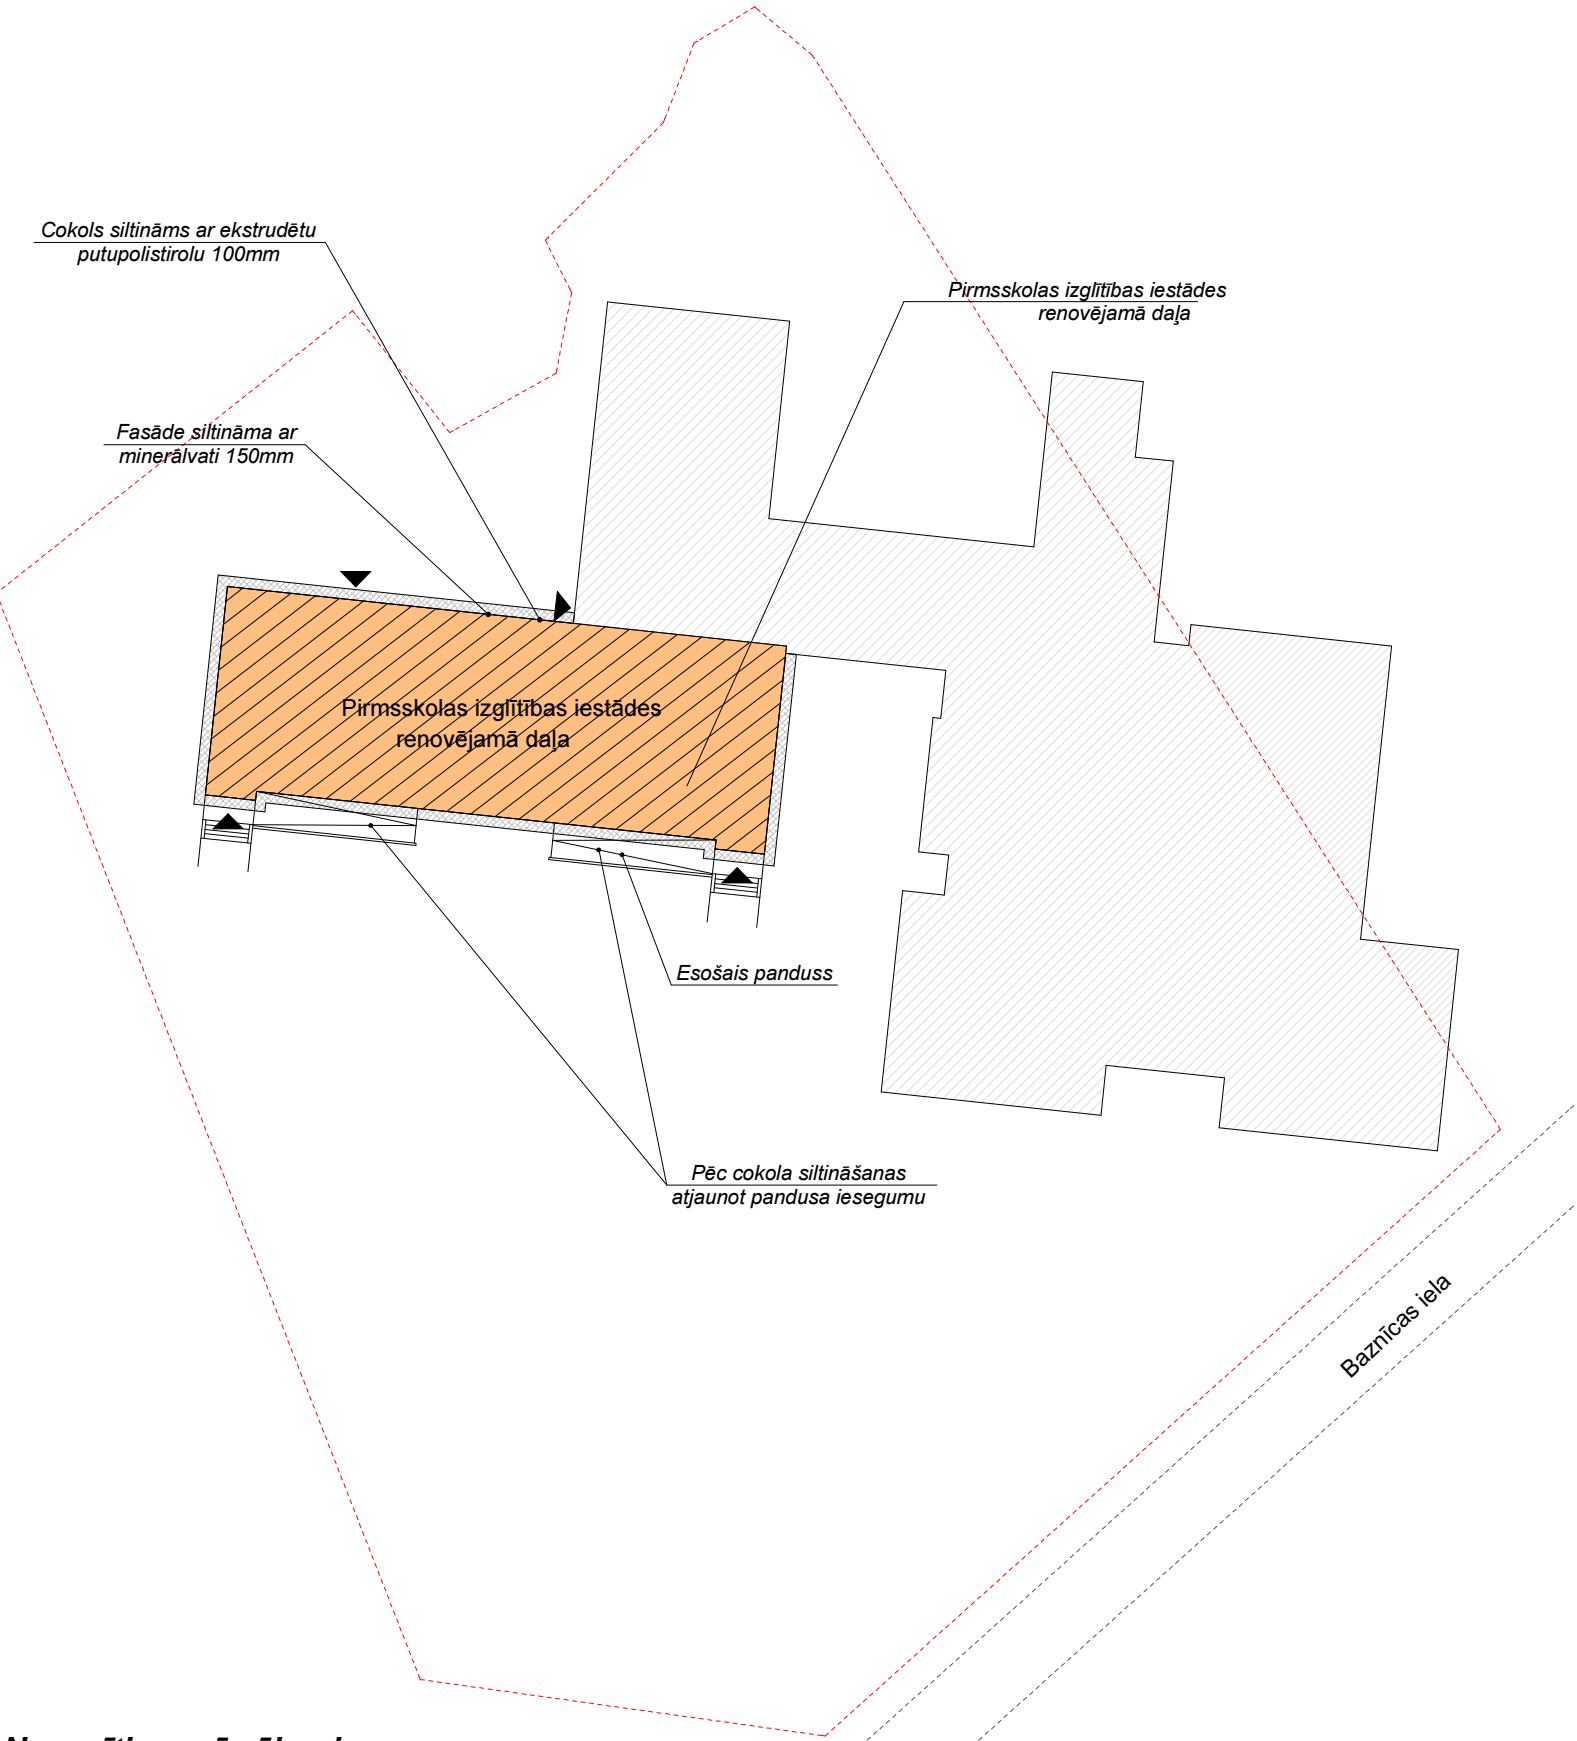 Cokols siltināms ar ekstrudētu
putupolistirolu 100mm
Pirmsskolas izglītības iestādes
renovējamā daļa
Fasāde siltināma ar
minerālvati 150mm
Pirmsskolas izglītības iestādes
renovējamā daļa
Esošais panduss
Pēc cokola siltināšanas
atjaunot pandusa iesegumu
Baznīcas iela